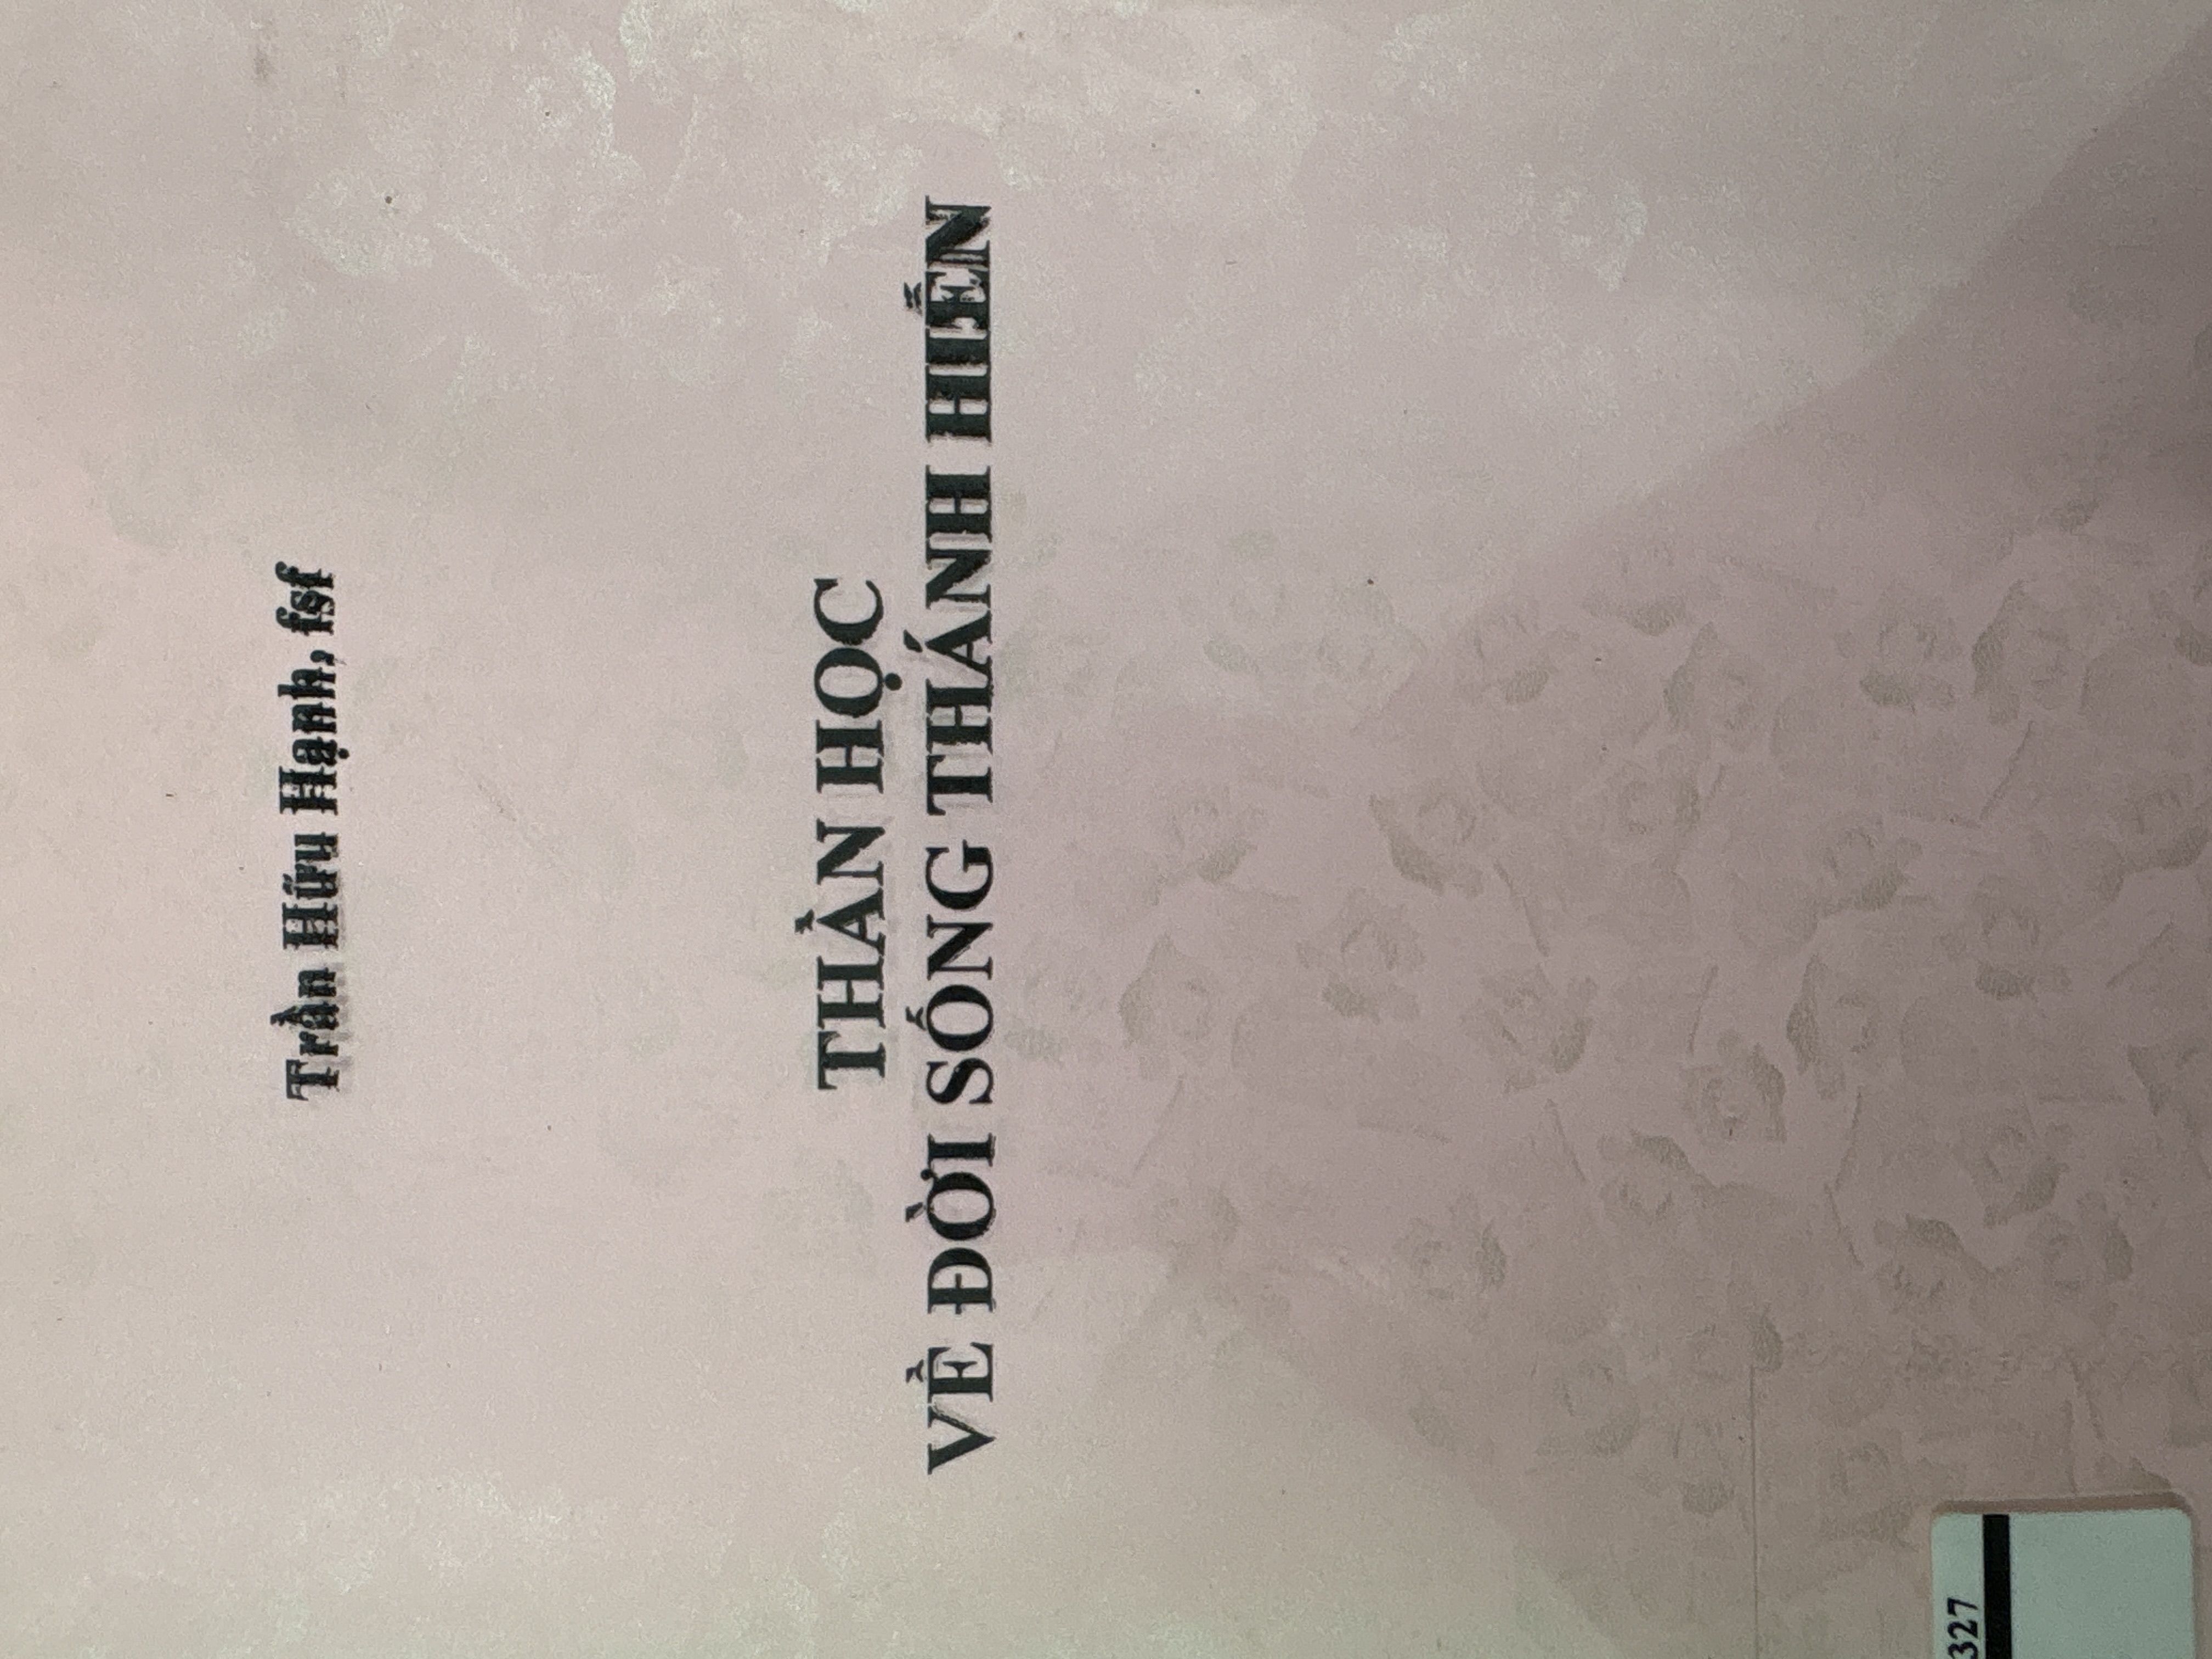 Trần Hữu Hạnh, fsf
THẦN HỌC
VỀ ĐỜI SỐNG THÁNH HIẾN
327